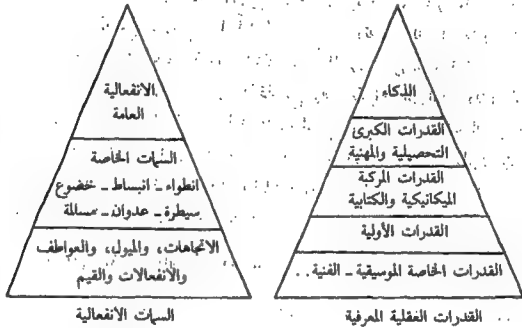 الذكاء
القدرات الكبرى
التحصيلية والمهنية
القدرات المركبة
الميكانيكية والكتابية
القدرات الأولية
القدرات الخاصة الموسيقية - الفنية . .
القدرات العقلية المعرفية
الانفعالية
العامة
السمات الخاصة
انطواء - انبساط - خضوع
سيطرة - عدوان - مسالمة
الاتجاهات، والميول، والعواطف
والانفعالات والقيم
السمات الانفعالية